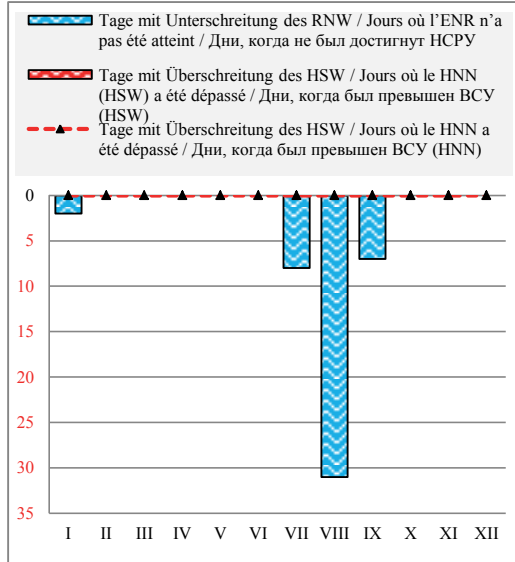 Tage mit Unterschreitung des RNW / Jours où l’ENR n’a
pas été atteint / Дни, когда не был достигнут НСРУ
Tage mit Überschreitung des HSW / Jours où le HNN
(HSW) a été dépassé / Дни, когда был превышен ВСУ
(HSW)
Tage mit Überschreitung des HSW / Jours où le HNN a
été dépassé / Дни, когда был превышен ВСУ (HNN)
0
5
10
15
20
25
30
35
I II III IV V VI VII VIII IX X XI XII